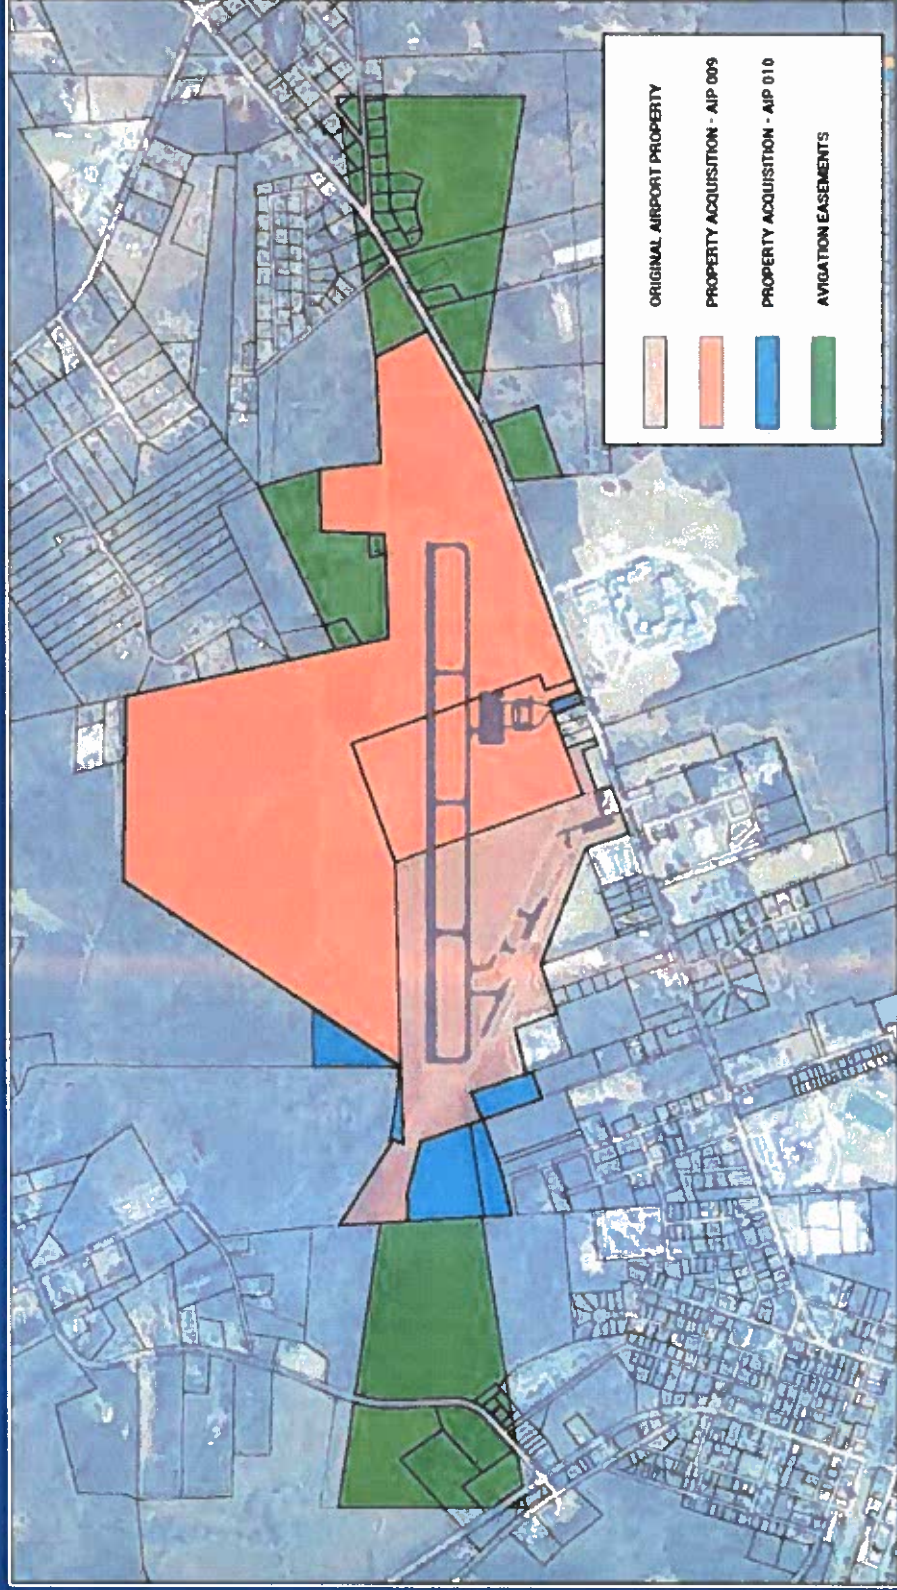 ORIGINAL AIRPORT PROPERTY
PROPERTY ACQUISITION - AIP 009
PROPERTY ACQUISITION - AIP 010
AVIGATION EASEMENTS